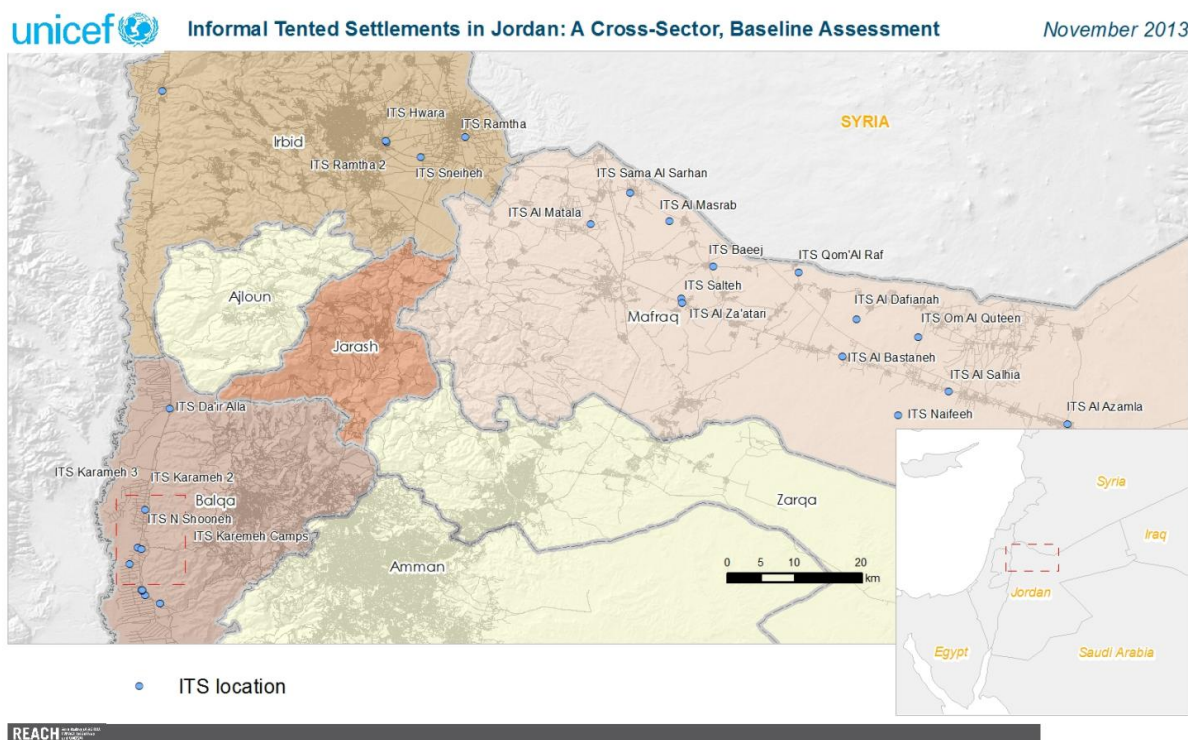 unicef
Informal Tented Settlements in Jordan: A Cross-Sector, Baseline Assessment
November 2013
SYRIA
Irbid
ITS Hwara
ITS Ramtha
ITS Ramtha 2
ITS Sneiheh
ITS Sama Al Sarhan
ITS Al Matala
ITS Al Masrab
ITS Baeej
ITS Qom'Al Raf
Ajloun
ITS Salteh
ITS Al Za'atari
Mafraq
ITS Al Dafianah
ITS Om Al Quteen
Jarash
ITS Al Bastaneh
ITS Al Salhia
ITS Da'ir Alla
ITS Naifeeh
ITS Al Azamla
ITS Karameh 3
ITS Karameh 2
Balqa
ITS N Shooneh
ITS Karemeh Camps
Zarqa
Amman
0 5 10 20
km
Syria
Iraq
Jordan
Egypt
Saudi Arabia
ITS location
REACH